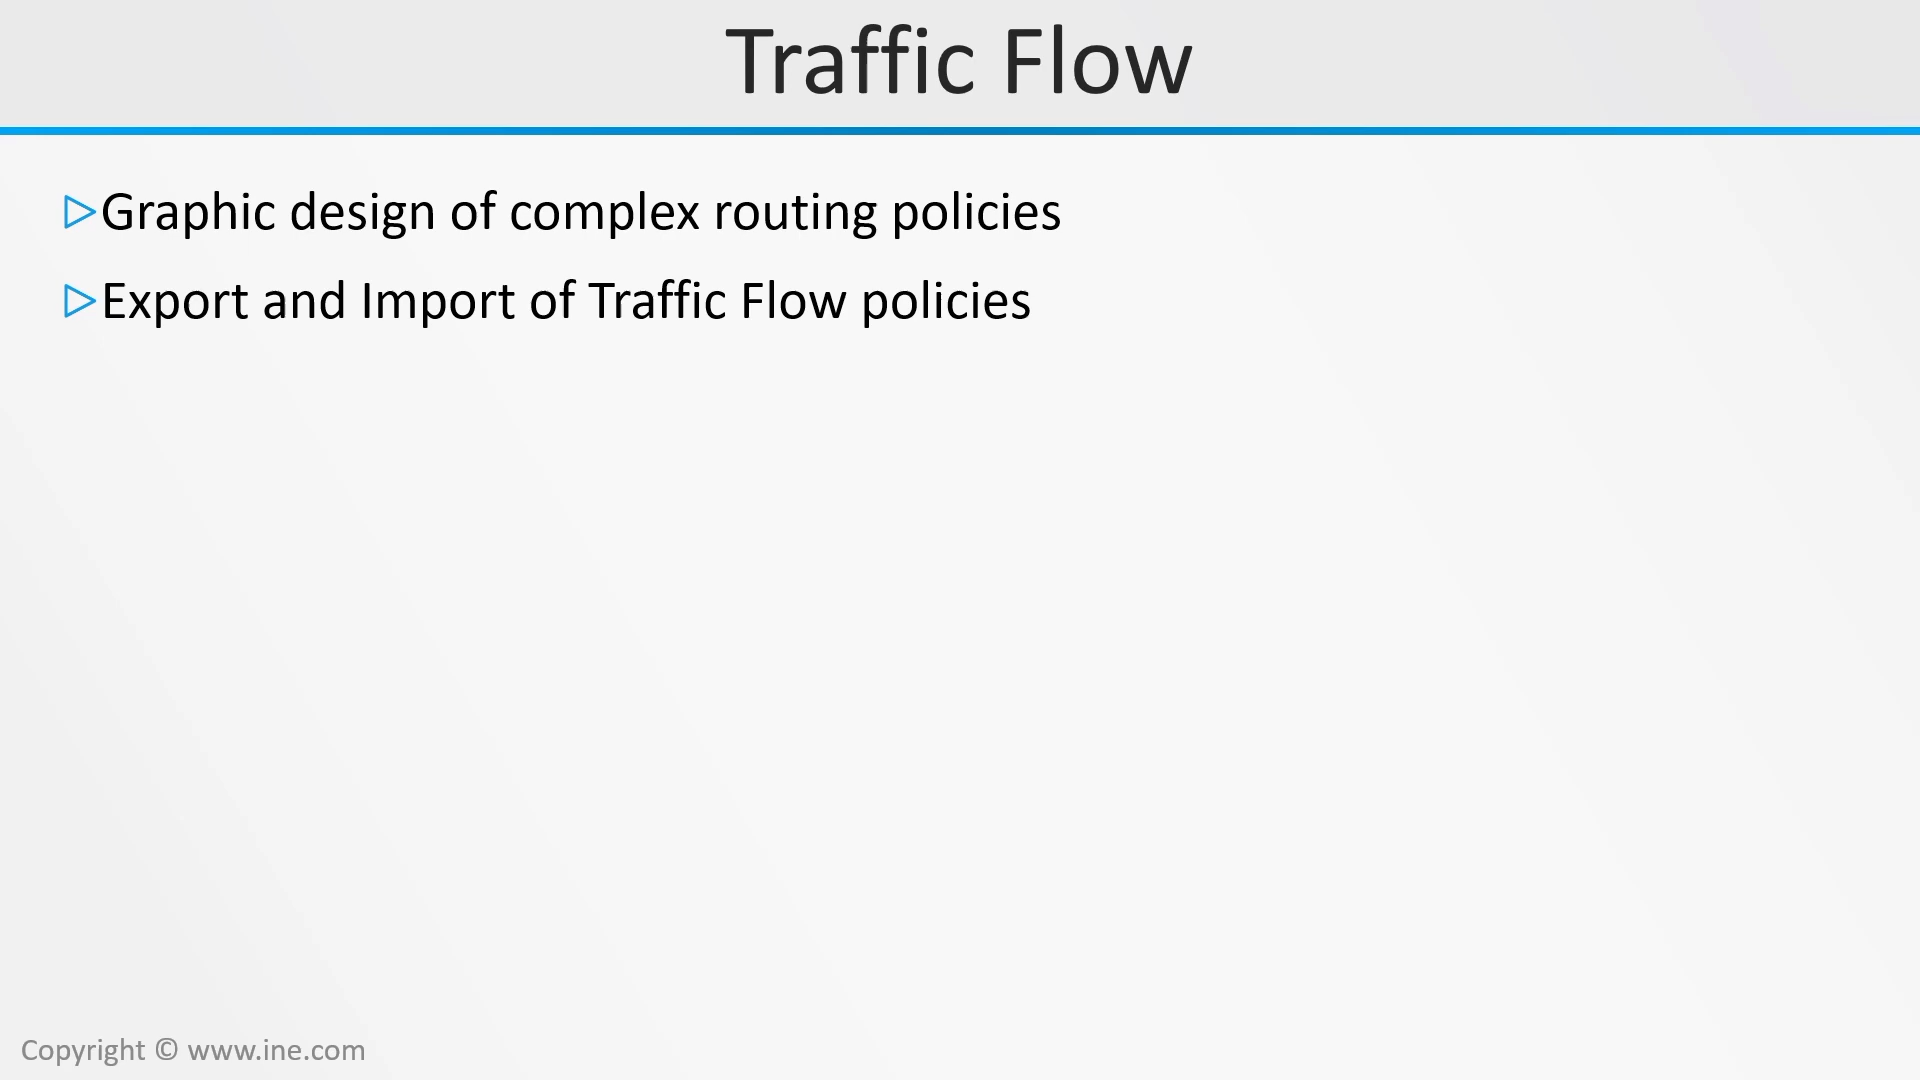 Traffic Flow
Graphic design of complex routing policies
Export and Import of Traffic Flow policies
Copyright © www.ine.com